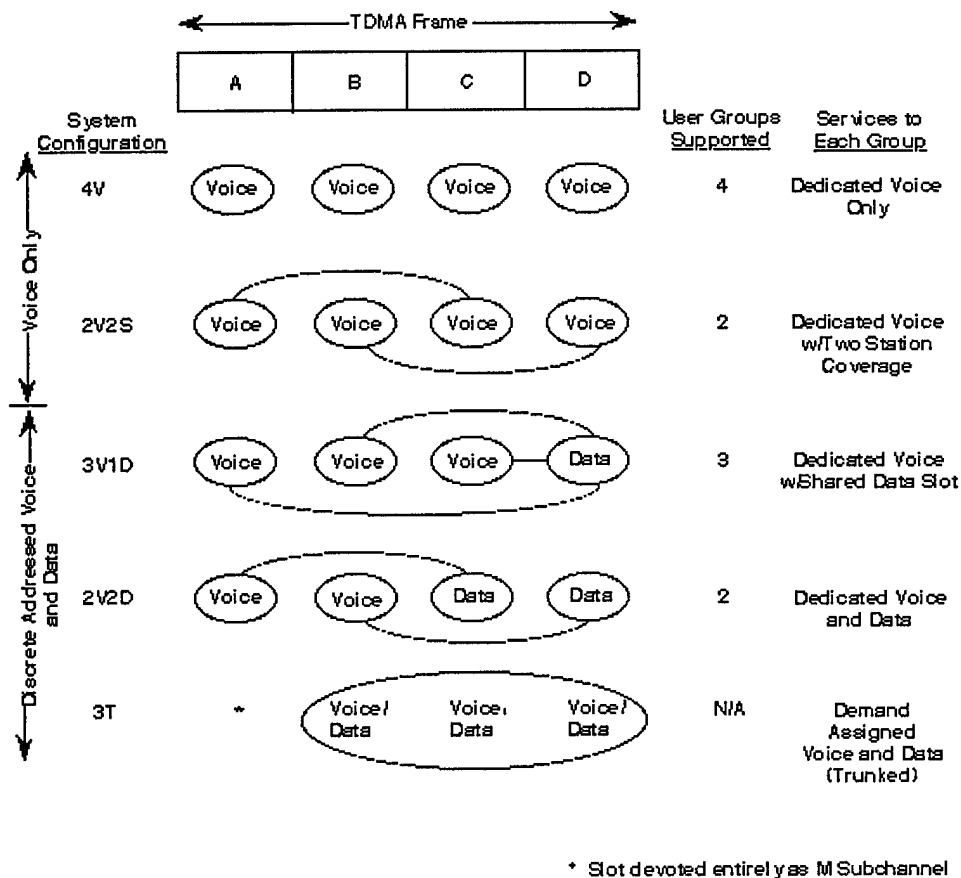 TDMA Frame
A B C D
System
Configuration
User Groups
Supported
Services to
Each Group
Voice Only
4V Voice Voice Voice Voice 4 Dedicated Voice
Only
2V2S Voice Voice Voice Voice 2 Dedicated Voice
w/Two Station
Coverage
Discrete Addressed Voice
and Data
3V1D Voice Voice Voice Data 3 Dedicated Voice
w/Shared Data Slot
2V2D Voice Voice Data Data 2 Dedicated Voice
and Data
3T * Voice/
Data
Voice/
Data
Voice/
Data
N/A Demand
Assigned
Voice and Data
(Trunked)
* Slot devoted entirely as M Subchannel